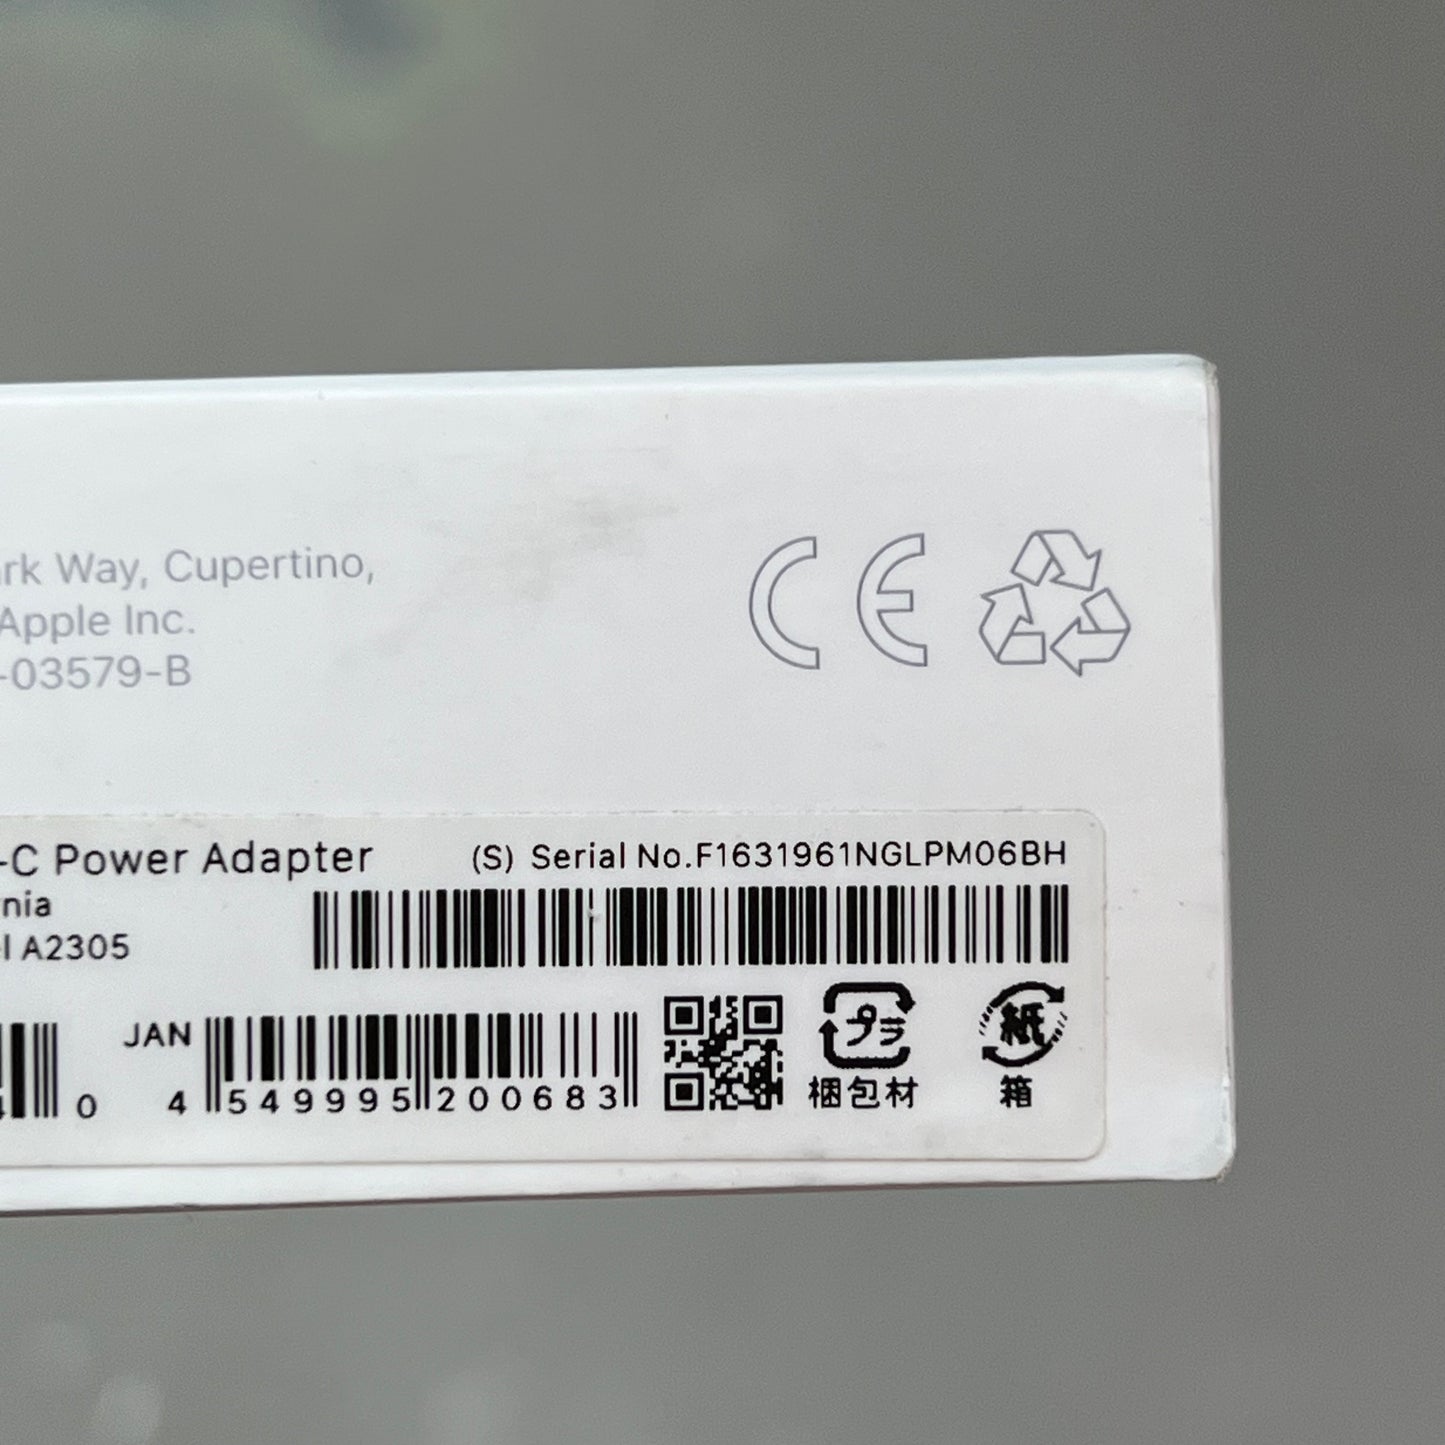 rk Way, Cupertino,
Apple Inc.
-03579-B
CE
-C Power Adapter
(S) Serial No.F1631961NGLPM06BH
nia
l A2305
0
JAN
4 549995 200683
プラ
梱包材
紙
箱